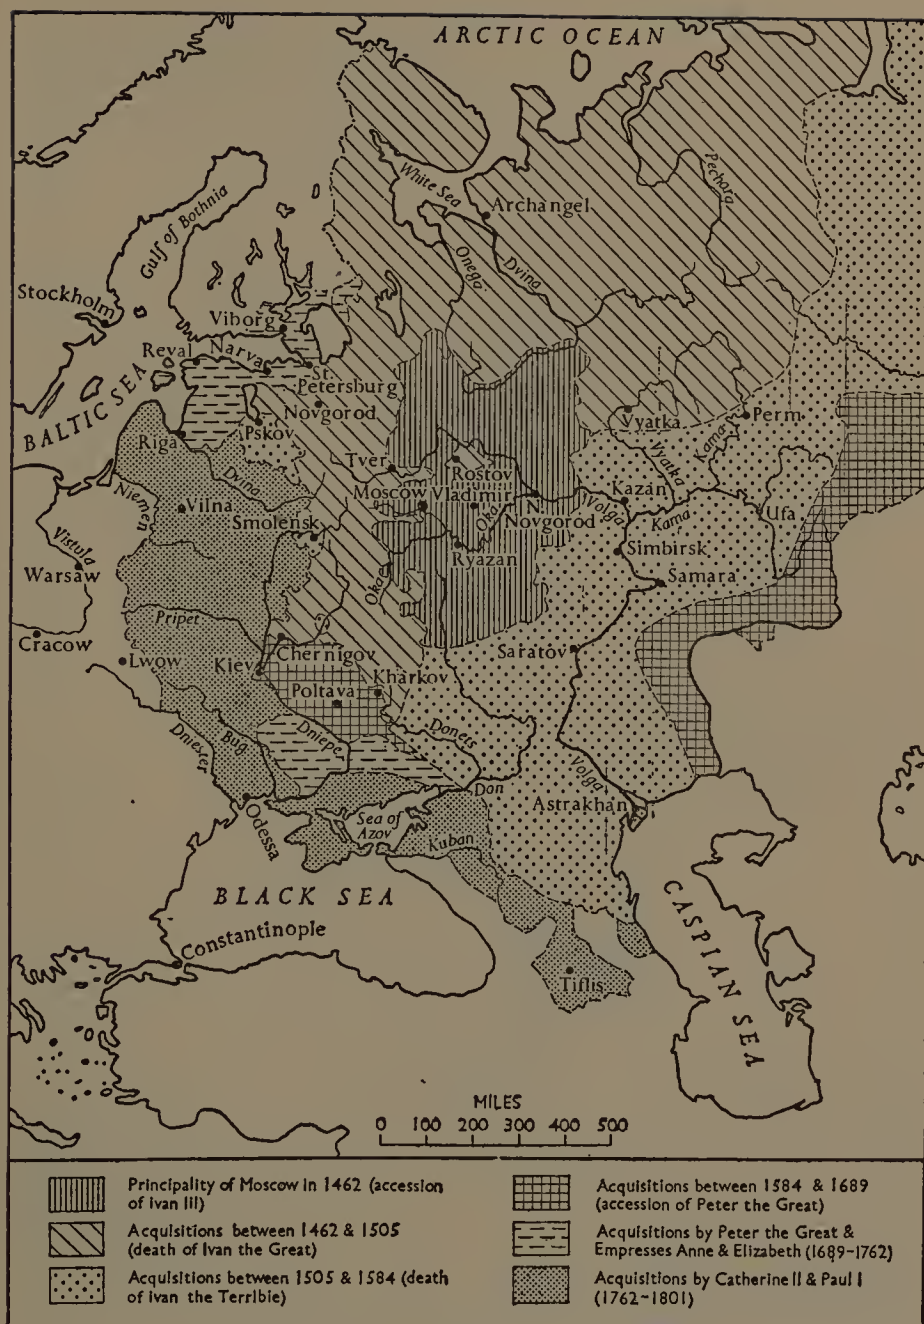 ARCTIC OCEAN
White Sea
Archangel
Pechara
Gulf of Bothnia
Onega
Dvina
Stockholm
Viborg
Reval
Narva
St.
Petersburg
BALTIC SEA
Novgorod
Vyatka
Perm
Riga
Pskov
Tver
Rostov
Vyatka
Kama
Dvina
Moscow
Vladimir
Kazan
Niemen
Vilna
Oka
N.
Novgorod
Volga
Kama
Ufa
Smolensk
Vistula
Ryazan
Simbirsk
Warsaw
Oka
Samara
Pripet
Cracow
Chernigov
Saratov
Lwow
Kiev
Kharkov
Poltava
Dniester
Bug
Dniepe
Donets
Don
Volga
Astrakhan
Odessa
Sea of
Azov
Kuban
BLACK SEA
CASPIAN SEA
Constantinople
Tiflis
MILES
0 100 200 300 400 500
Principality of Moscow in 1462 (accession
of Ivan III)
Acquisitions between 1462 & 1505
(death of Ivan the Great)
Acquisitions between 1505 & 1584 (death
of Ivan the Terrible)
Acquisitions between 1584 & 1689
(accession of Peter the Great)
Acquisitions by Peter the Great &
Empresses Anne & Elizabeth (1689-1762)
Acquisitions by Catherine II & Paul I
(1762-1801)